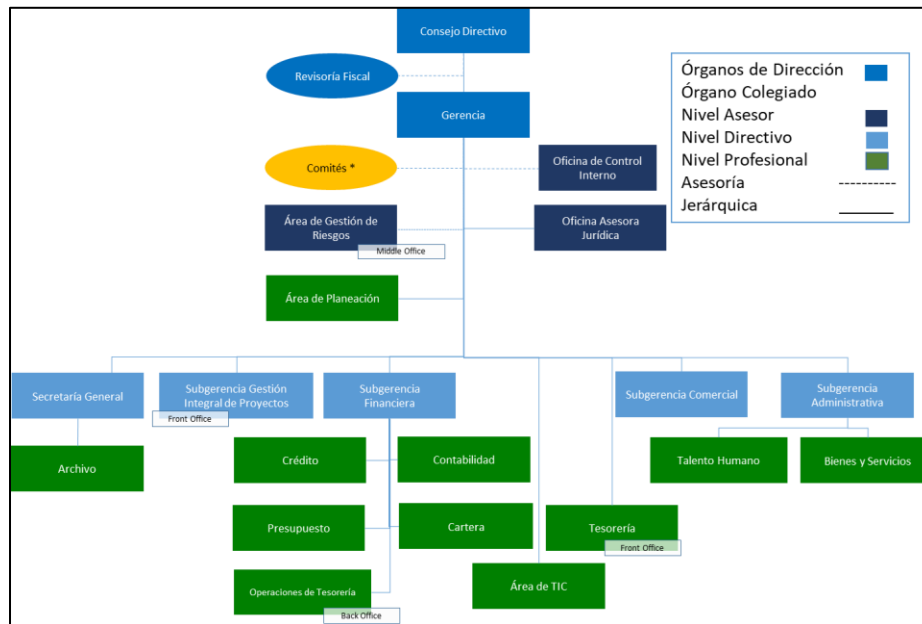 Consejo Directivo
Revisoría Fiscal
Gerencia
Comités *
Oficina de Control
Interno
Área de Gestión de
Riesgos
Middle Office
Oficina Asesora
Jurídica
Área de Planeación
Órganos de Dirección
Órgano Colegiado
Nivel Asesor
Nivel Directivo
Nivel Profesional
Asesoría
Jerárquica
Secretaría General
Subgerencia Gestión
Integral de Proyectos
Front Office
Subgerencia
Financiera
Subgerencia Comercial
Subgerencia
Administrativa
Archivo
Crédito
Contabilidad
Talento Humano
Bienes y Servicios
Presupuesto
Cartera
Tesorería
Front Office
Operaciones de Tesorería
Back Office
Área de TIC